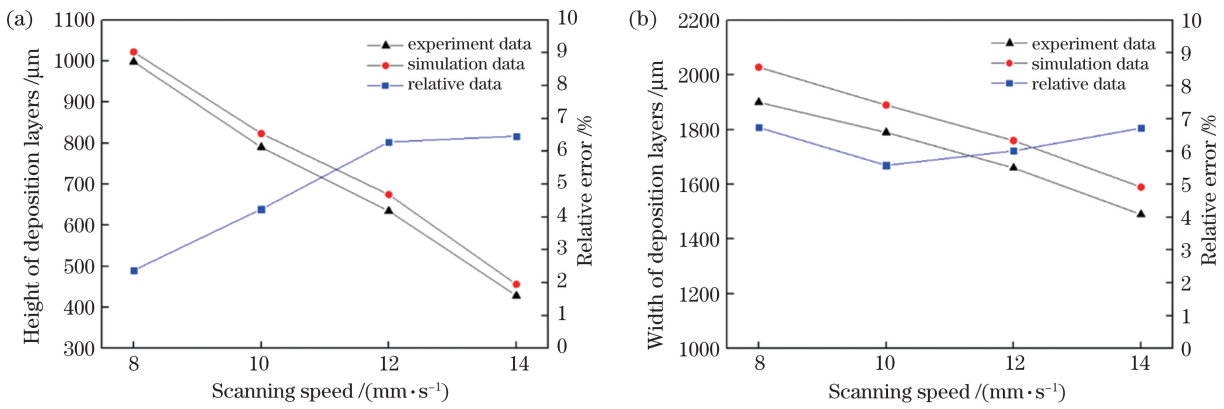 (a)
1100
1000
900
800
700
600
500
400
300
Height of deposition layers /μm
experiment data
simulation data
relative data
10
9
8
7
6
5
4
3
2
1
0
Relative error /%
8 10 12 14
Scanning speed /(mm·s⁻¹)
(b)
2200
2000
1800
1600
1400
1200
1000
Width of deposition layers /μm
experiment data
simulation data
relative data
10
9
8
7
6
5
4
3
2
1
0
Relative error /%
8 10 12 14
Scanning speed /(mm·s⁻¹)